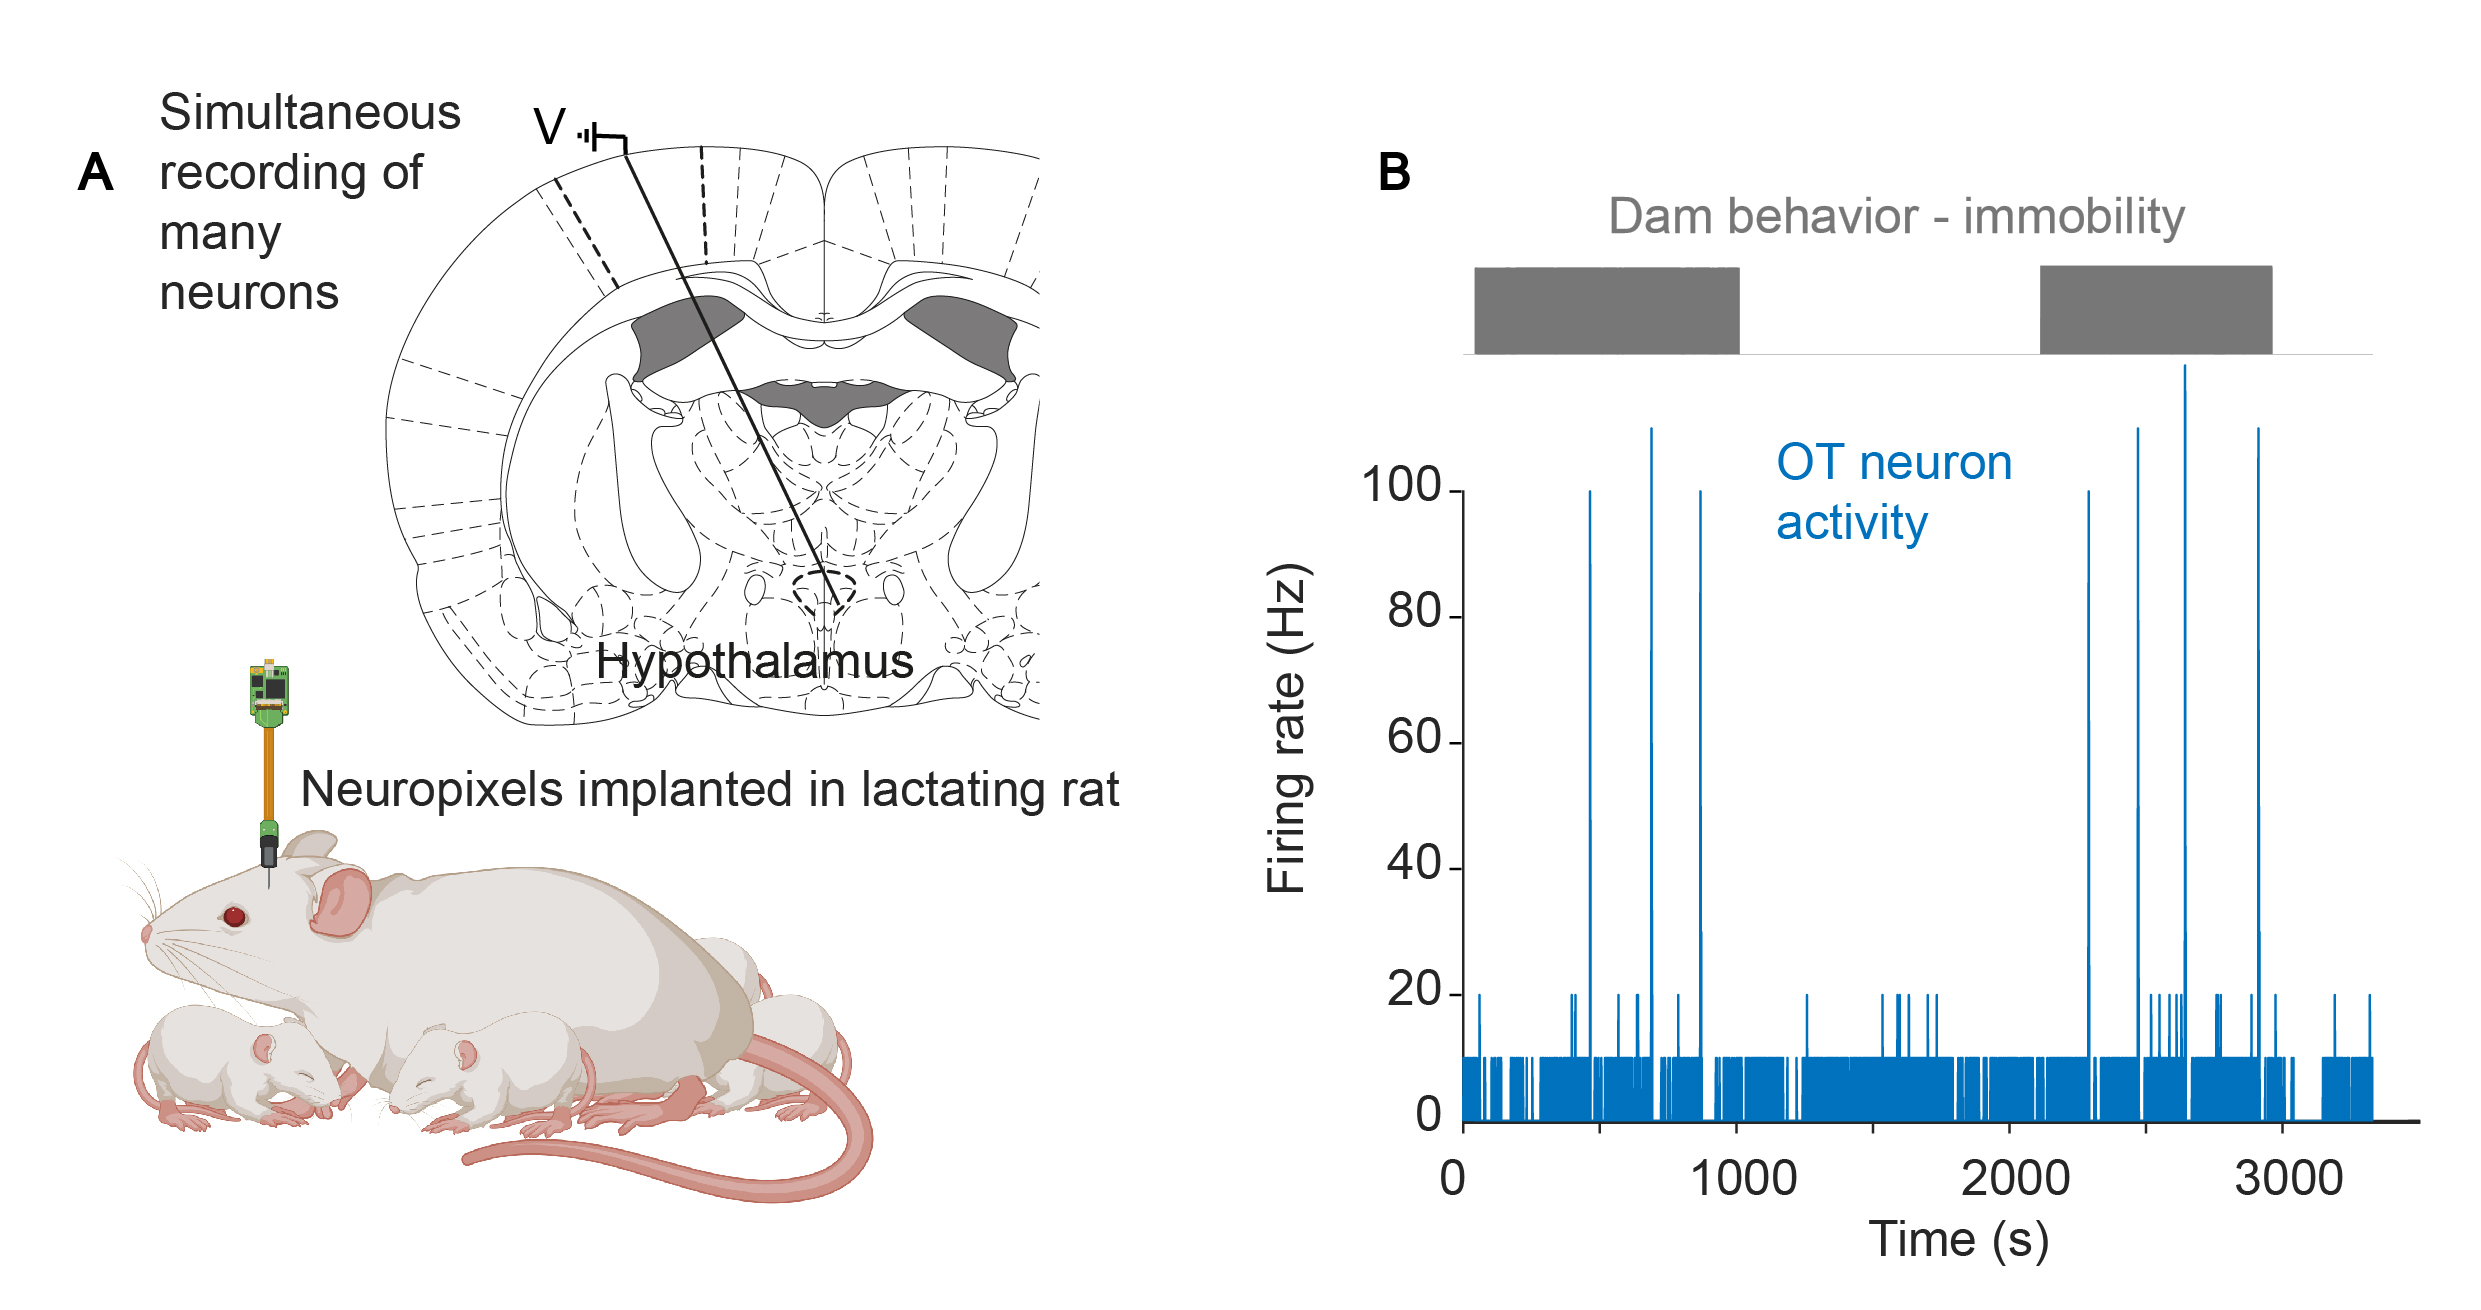 A
Simultaneous
recording of
many
neurons
V
Hypothalamus
Neuropixels implanted in lactating rat
B
Dam behavior - immobility
OT neuron
activity
Firing rate (Hz)
100
80
60
40
20
0
0 1000 2000 3000
Time (s)